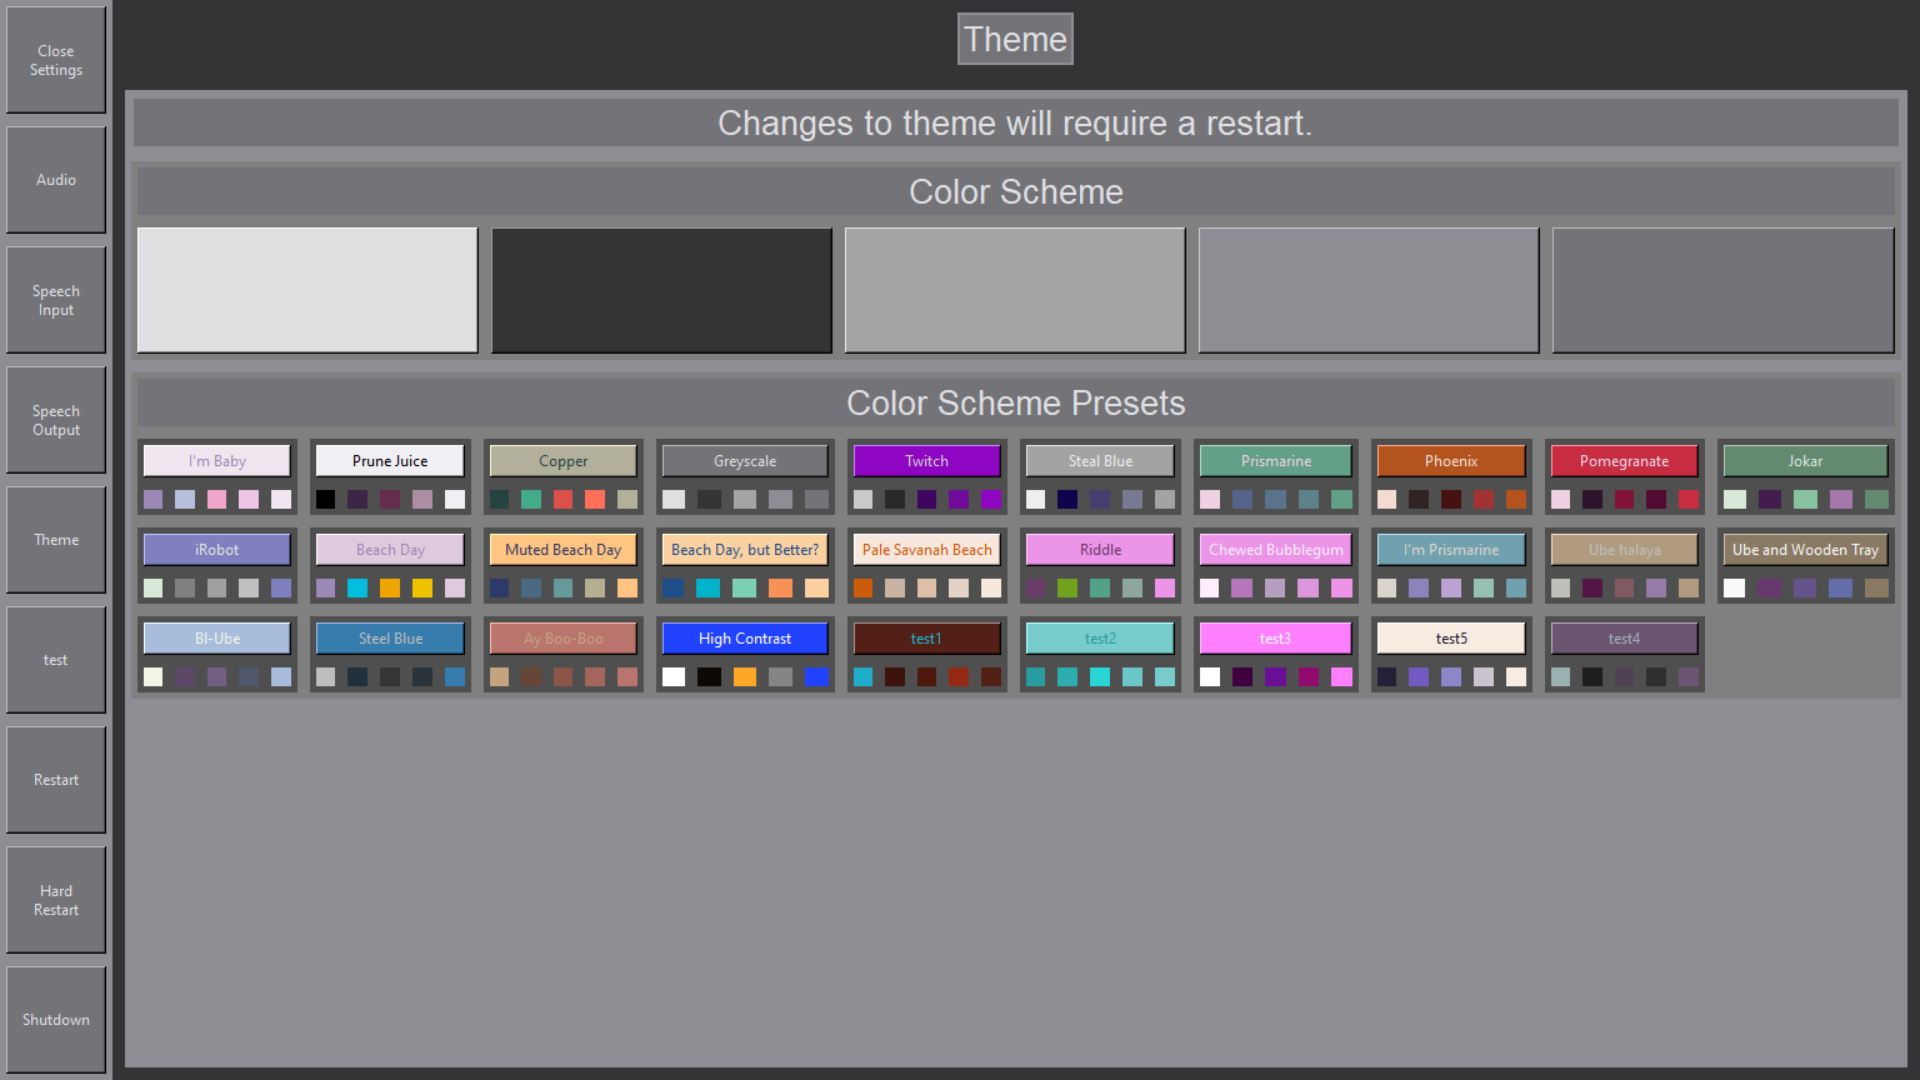 Close
Settings
Audio
Speech
Input
Speech
Output
Theme
test
Restart
Hard
Restart
Shutdown
Theme
Changes to theme will require a restart.
Color Scheme
Color Scheme Presets
I'm Baby
Prune Juice
Copper
Greyscale
Twitch
Steal Blue
Prismarine
Phoenix
Pomegranate
Jokar
iRobot
Beach Day
Muted Beach Day
Beach Day, but Better?
Pale Savanah Beach
Riddle
Chewed Bubblegum
I'm Prismarine
Ube halaya
Ube and Wooden Tray
BI-Ube
Steel Blue
Ay Boo-Boo
High Contrast
test1
test2
test3
test5
test4